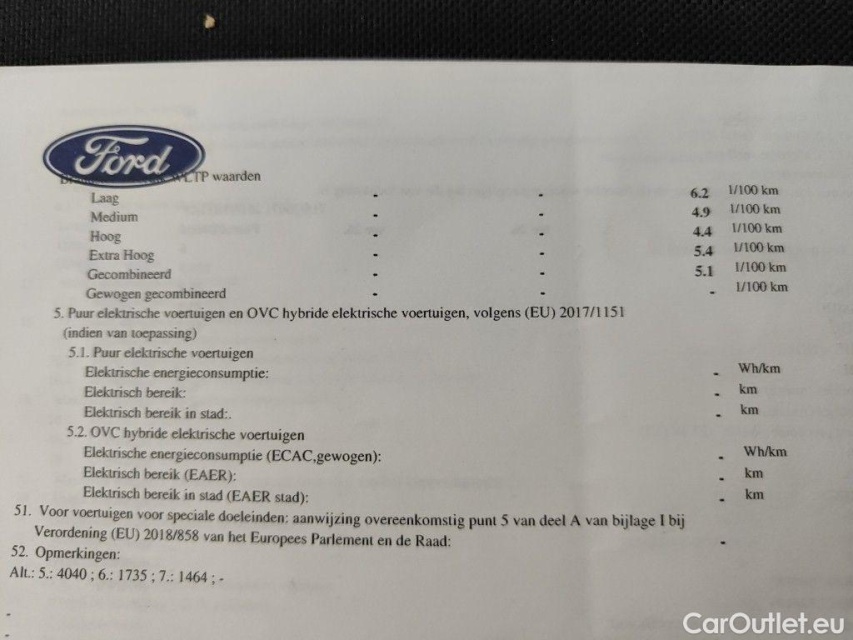 Ford
LTP waarden
Laag - - 6.2 l/100 km
Medium - - 4.9 l/100 km
Hoog - - 4.4 l/100 km
Extra Hoog - - 5.4 l/100 km
Gecombineerd - - 5.1 l/100 km
Gewogen gecombineerd - - - l/100 km
5. Puur elektrische voertuigen en OVC hybride elektrische voertuigen, volgens (EU) 2017/1151
(indien van toepassing)
5.1. Puur elektrische voertuigen
Elektrische energieconsumptie: - Wh/km
Elektrisch bereik: - km
Elektrisch bereik in stad:. - km
5.2. OVC hybride elektrische voertuigen
Elektrische energieconsumptie (ECAC,gewogen): - Wh/km
Elektrisch bereik (EAER): - km
Elektrisch bereik in stad (EAER stad): - km
51. Voor voertuigen voor speciale doeleinden: aanwijzing overeenkomstig punt 5 van deel A van bijlage I bij
Verordening (EU) 2018/858 van het Europees Parlement en de Raad: -
52. Opmerkingen:
Alt.: 5.: 4040 ; 6.: 1735 ; 7.: 1464 ; -
-
-
CarOutlet.eu